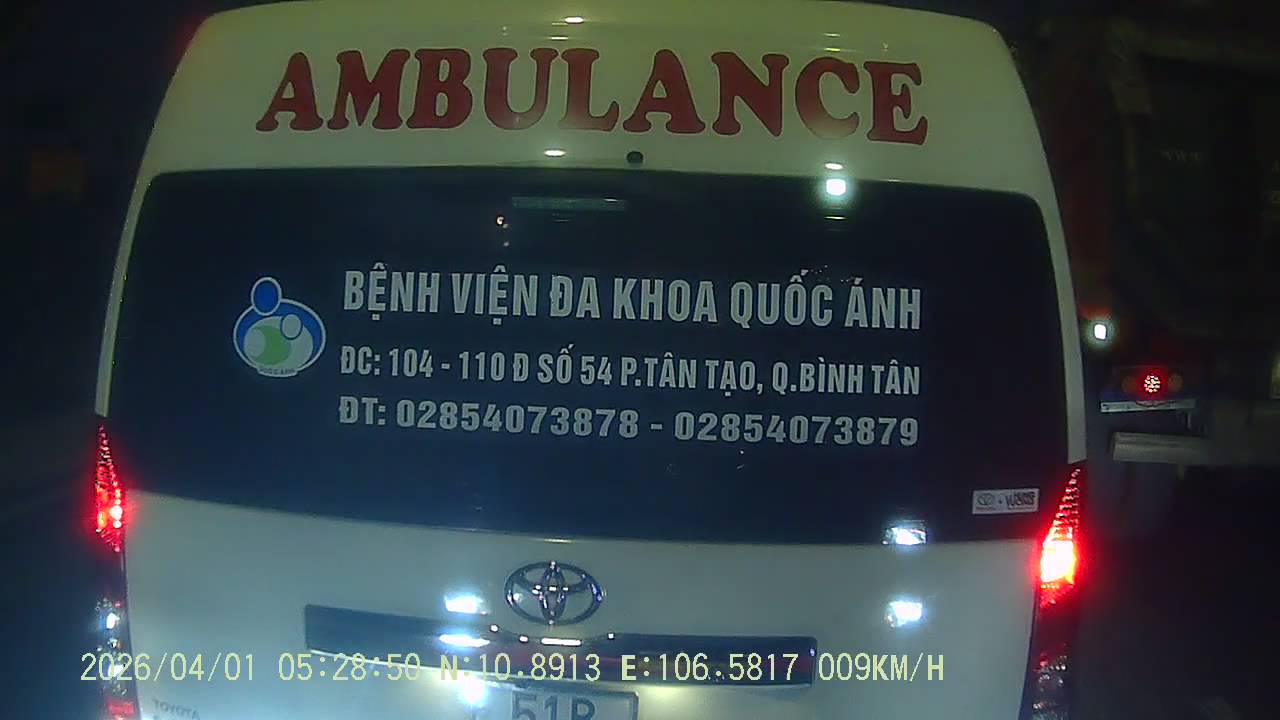 AMBULANCE
BỆNH VIỆN ĐA KHOA QUỐC ÁNH
ĐC: 104 - 110 Đ SỐ 54 P.TÂN TẠO, Q.BÌNH TÂN
ĐT: 02854073878 - 02854073879
2026/04/01 05:28:50 N:10.8913 E:106.5817 009KM/H
51B